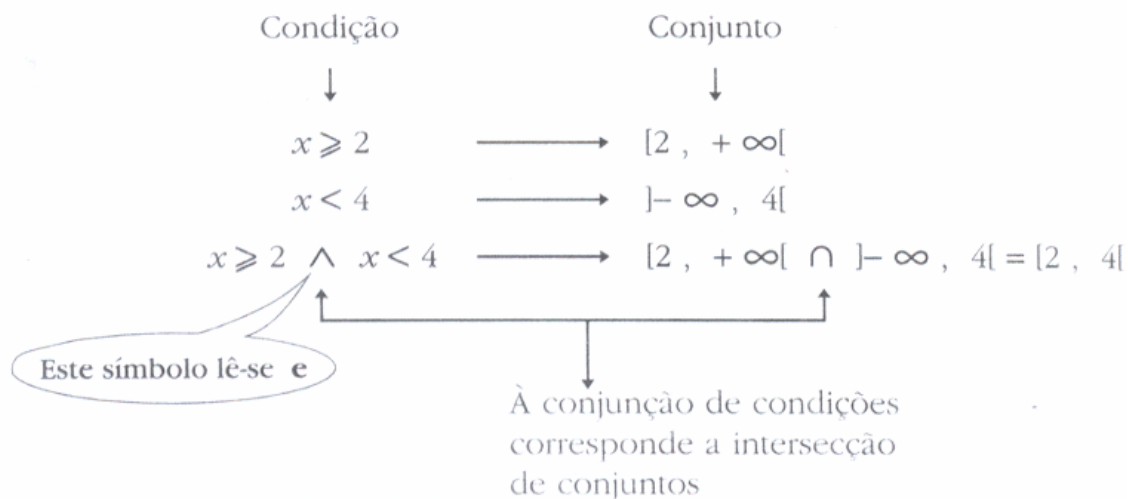 Condição Conjunto
x ⩾ 2 [2 , + ∞[
x < 4 ]– ∞ , 4[
x ⩾ 2 ∧ x < 4 [2 , + ∞[ ∩ ]– ∞ , 4[ = [2 , 4[
Este símbolo lê-se e
À conjunção de condições
corresponde a intersecção
de conjuntos